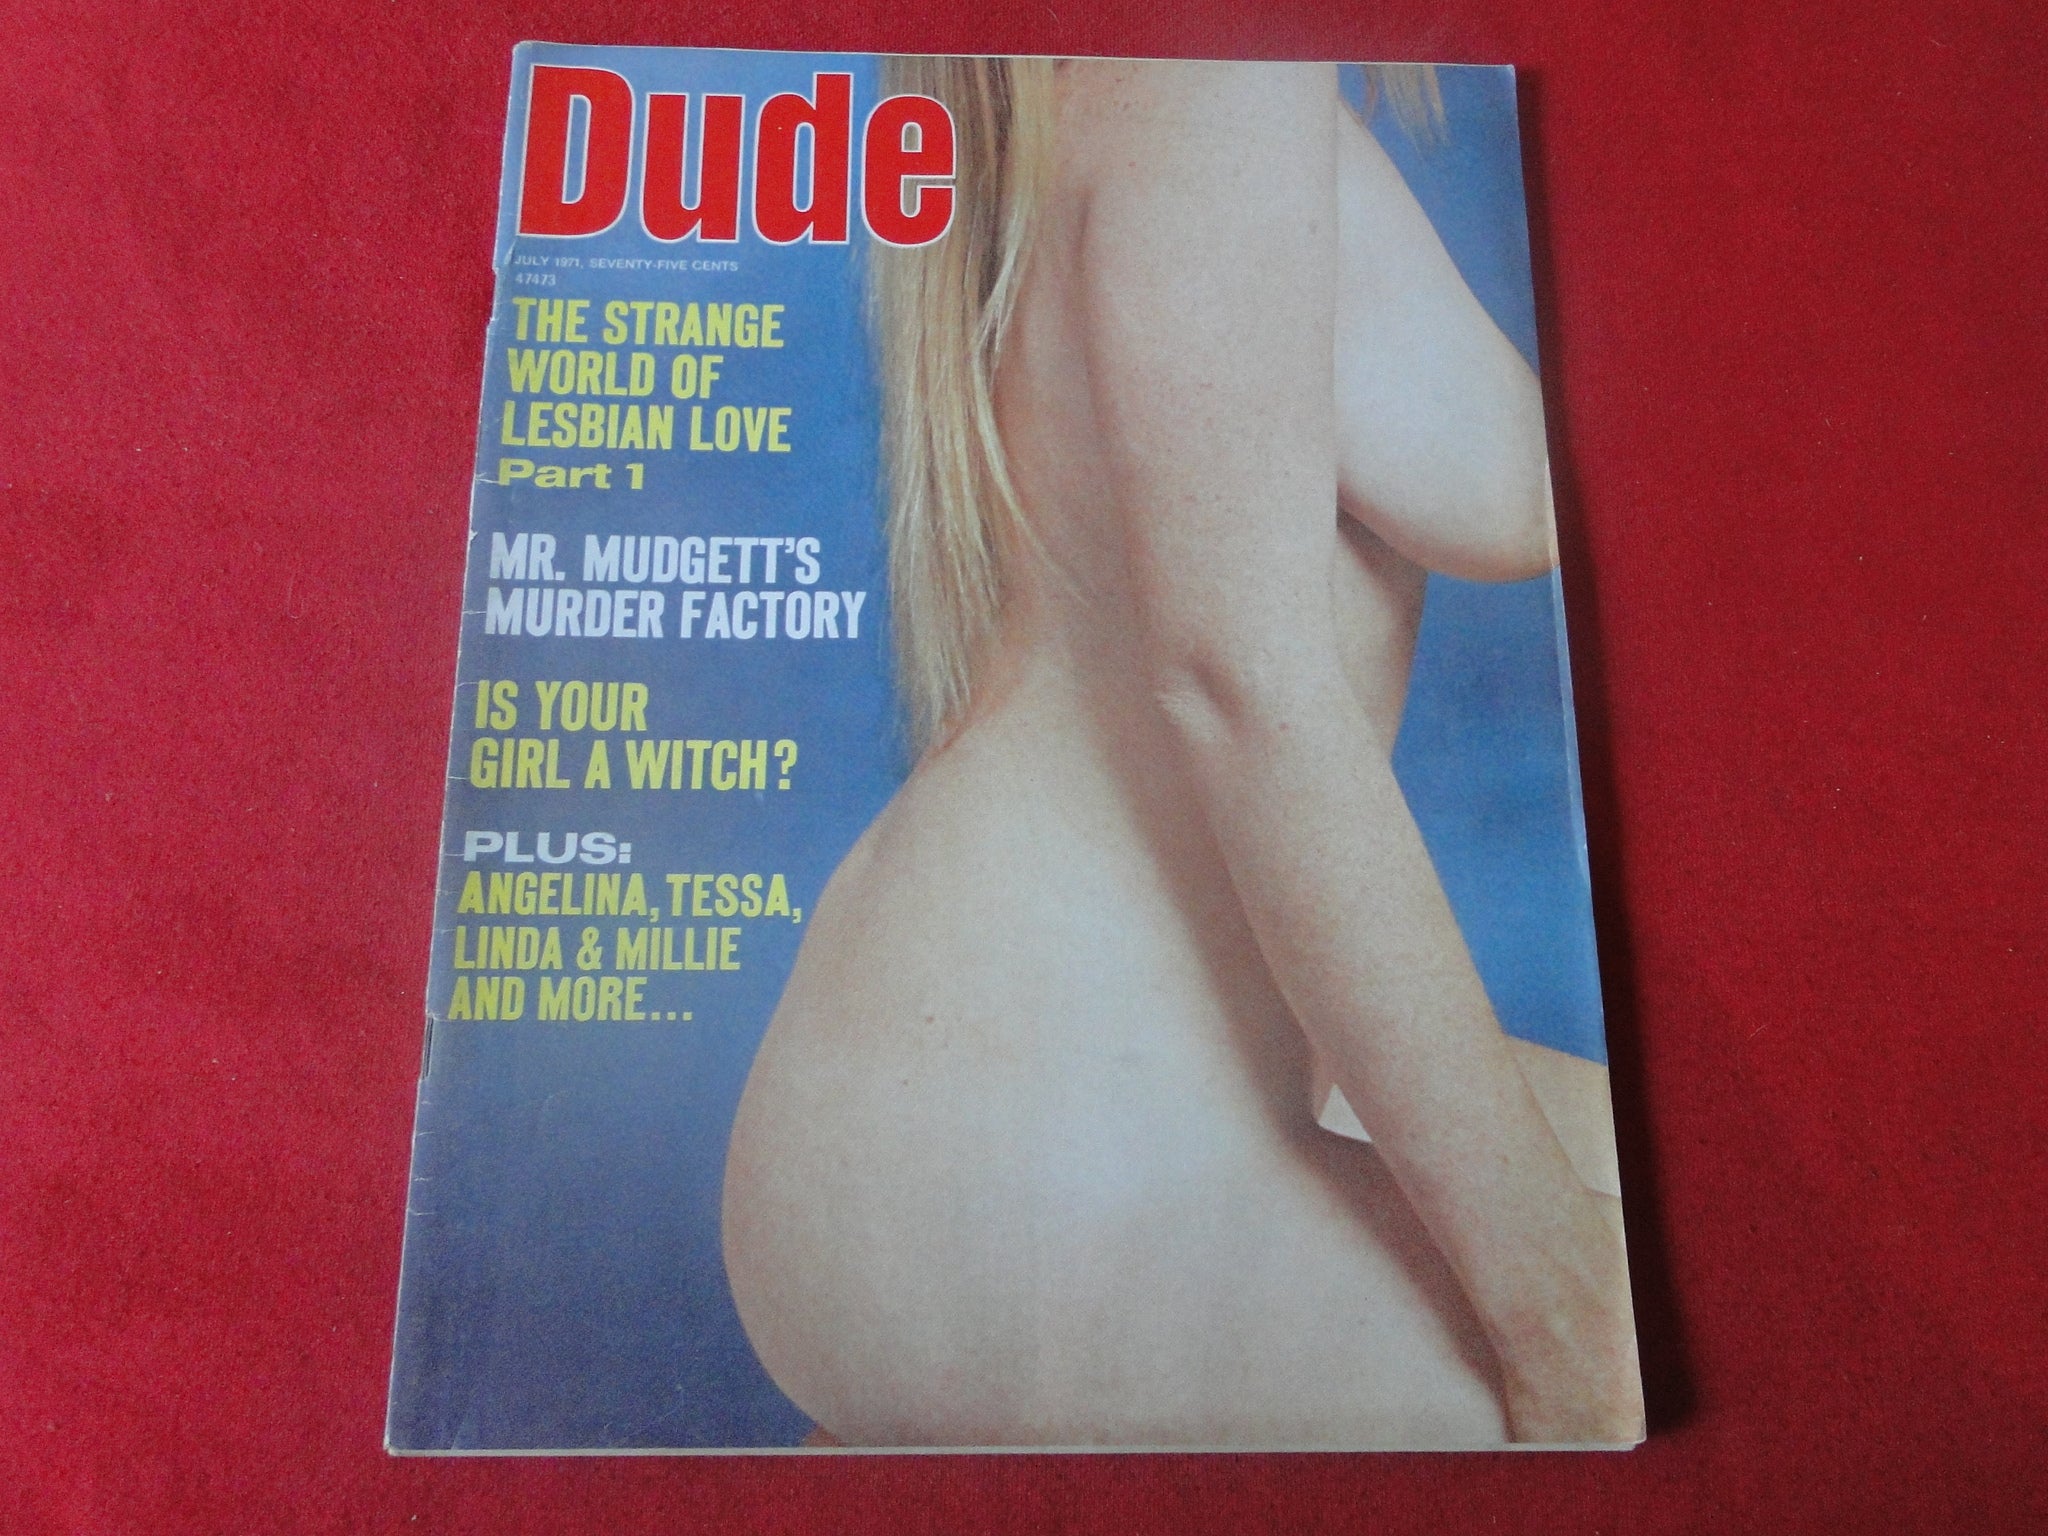 Dude
JULY 1971, SEVENTY-FIVE CENTS
47473
THE STRANGE
WORLD OF
LESBIAN LOVE
Part 1
MR. MUDGETT'S
MURDER FACTORY
IS YOUR
GIRL A WITCH?
PLUS:
ANGELINA, TESSA,
LINDA & MILLIE
AND MORE...